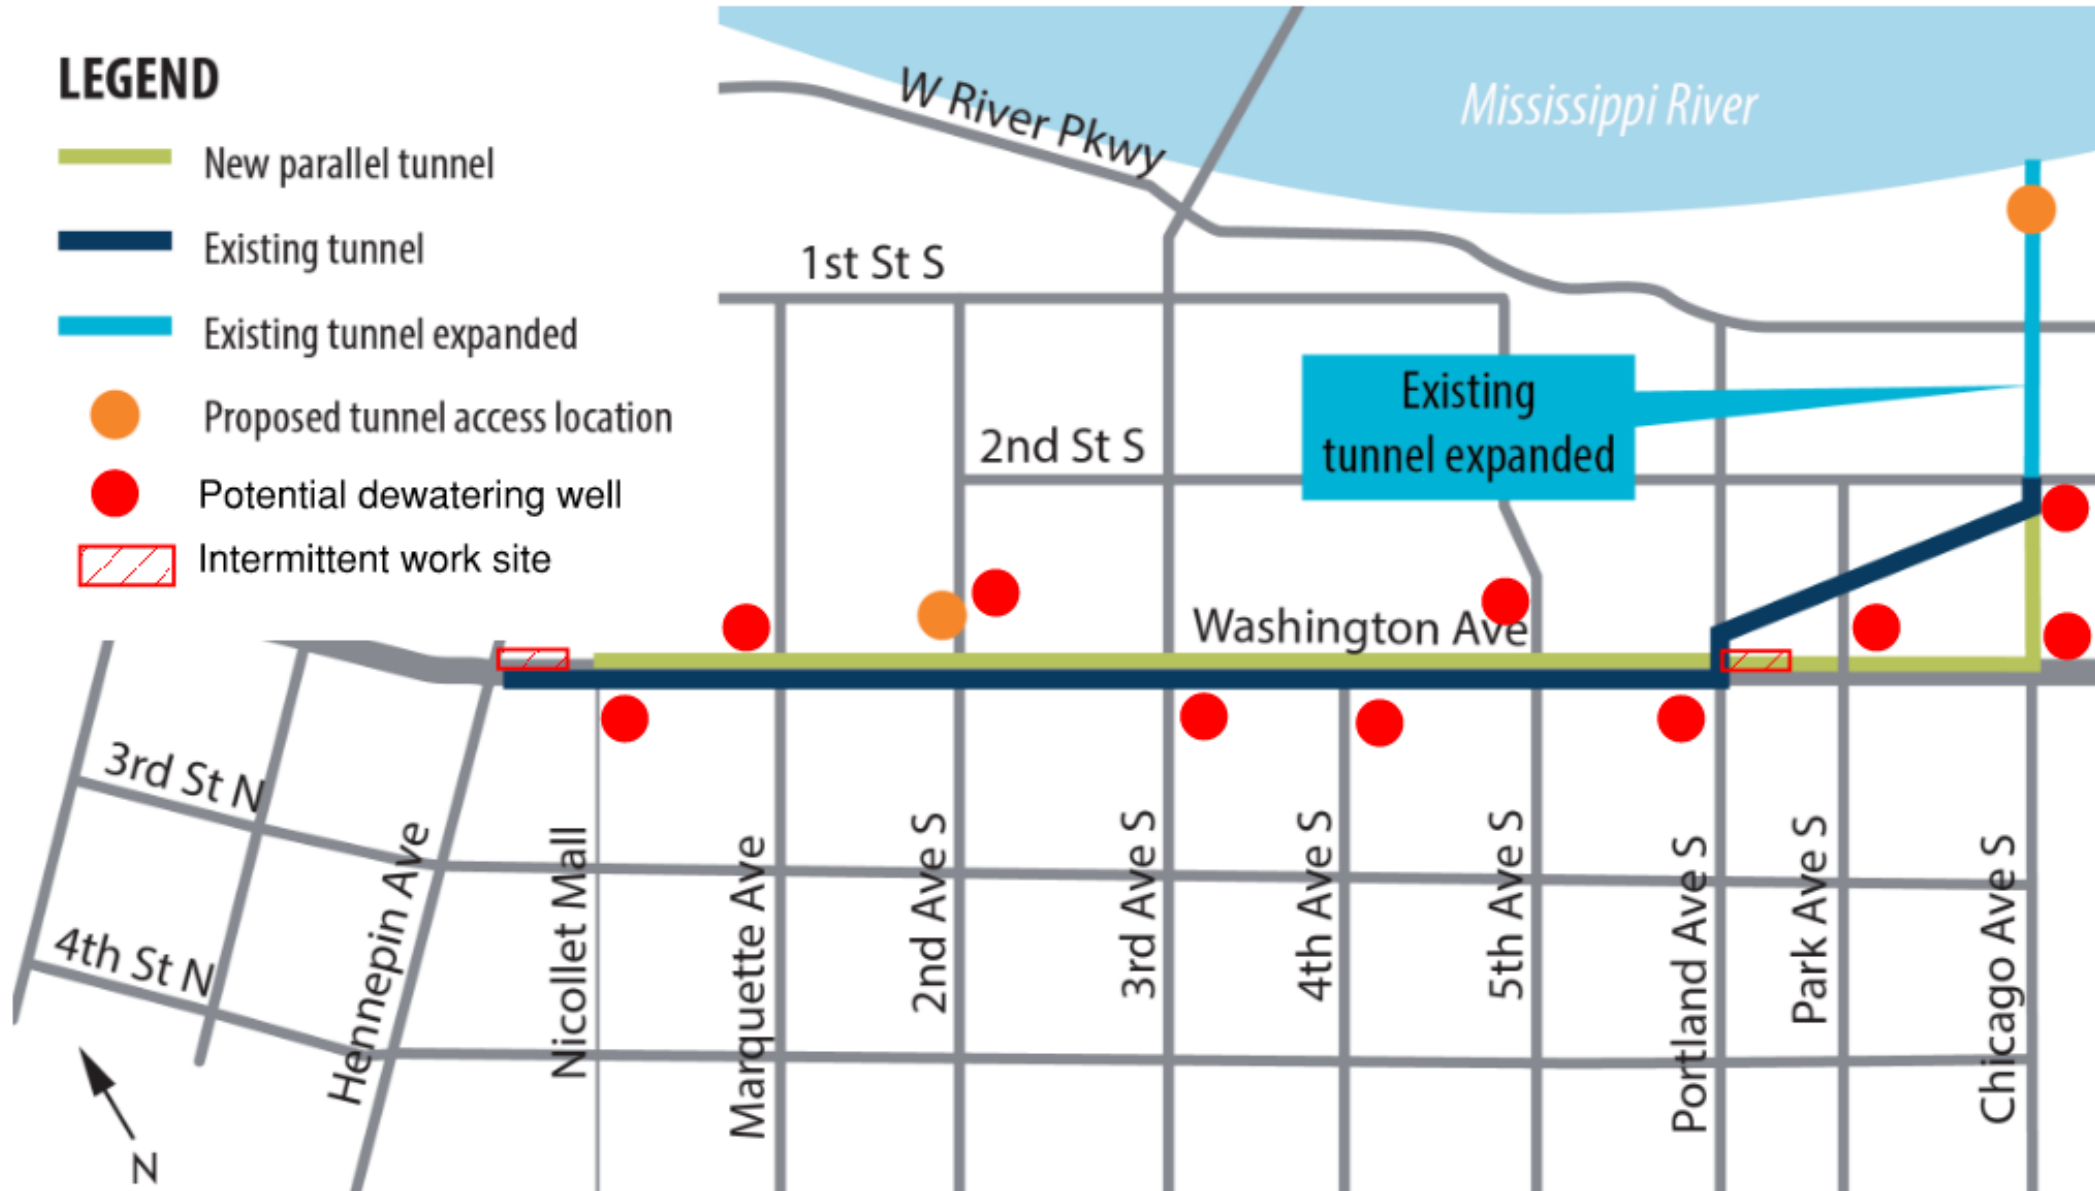 LEGEND
New parallel tunnel
Existing tunnel
Existing tunnel expanded
Proposed tunnel access location
Potential dewatering well
Intermittent work site
W River Pkwy
Mississippi River
1st St S
2nd St S
Existing
tunnel expanded
Washington Ave
3rd St N
4th St N
Hennepin Ave
Nicollet Mall
Marquette Ave
2nd Ave S
3rd Ave S
4th Ave S
5th Ave S
Portland Ave S
Park Ave S
Chicago Ave S
N